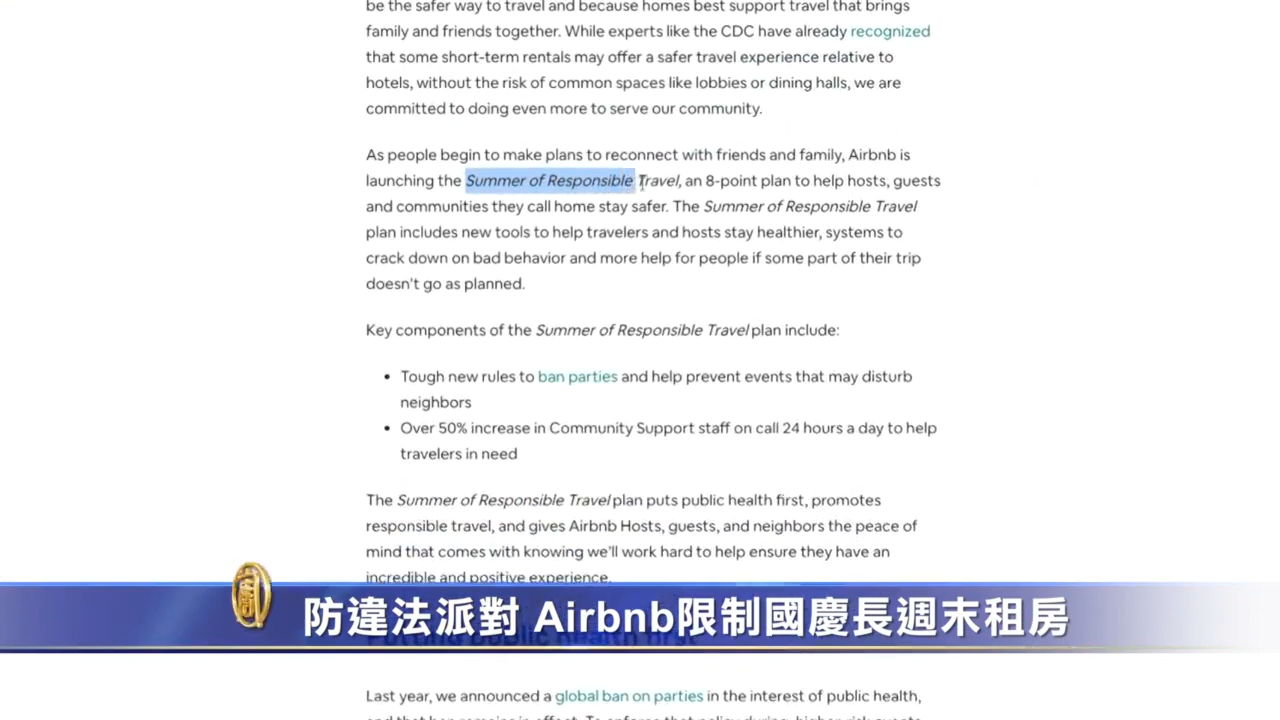 be the safer way to travel and because homes best support travel that brings
family and friends together. While experts like the CDC have already recognized
that some short-term rentals may offer a safer travel experience relative to
hotels, without the risk of common spaces like lobbies or dining halls, we are
committed to doing even more to serve our community.
As people begin to make plans to reconnect with friends and family, Airbnb is
launching the Summer of Responsible Travel, an 8-point plan to help hosts, guests
and communities they call home stay safer. The Summer of Responsible Travel
plan includes new tools to help travelers and hosts stay healthier, systems to
crack down on bad behavior and more help for people if some part of their trip
doesn't go as planned.
Key components of the Summer of Responsible Travel plan include:
• Tough new rules to ban parties and help prevent events that may disturb
neighbors
• Over 50% increase in Community Support staff on call 24 hours a day to help
travelers in need
The Summer of Responsible Travel plan puts public health first, promotes
responsible travel, and gives Airbnb Hosts, guests, and neighbors the peace of
mind that comes with knowing we'll work hard to help ensure they have an
incredible and positive experience.
防違法派對 Airbnb限制國慶長週末租房
Putting public health first
Last year, we announced a global ban on parties in the interest of public health,